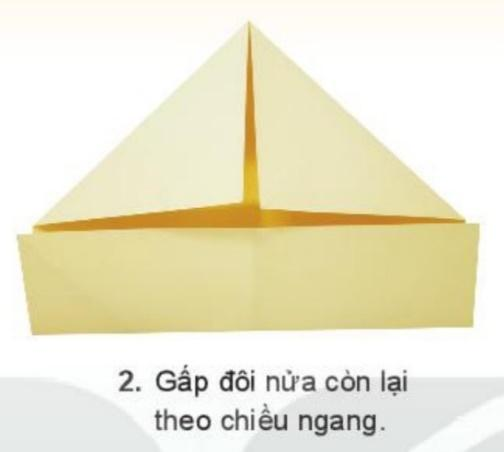 2. Gấp đôi nửa còn lại
theo chiều ngang.